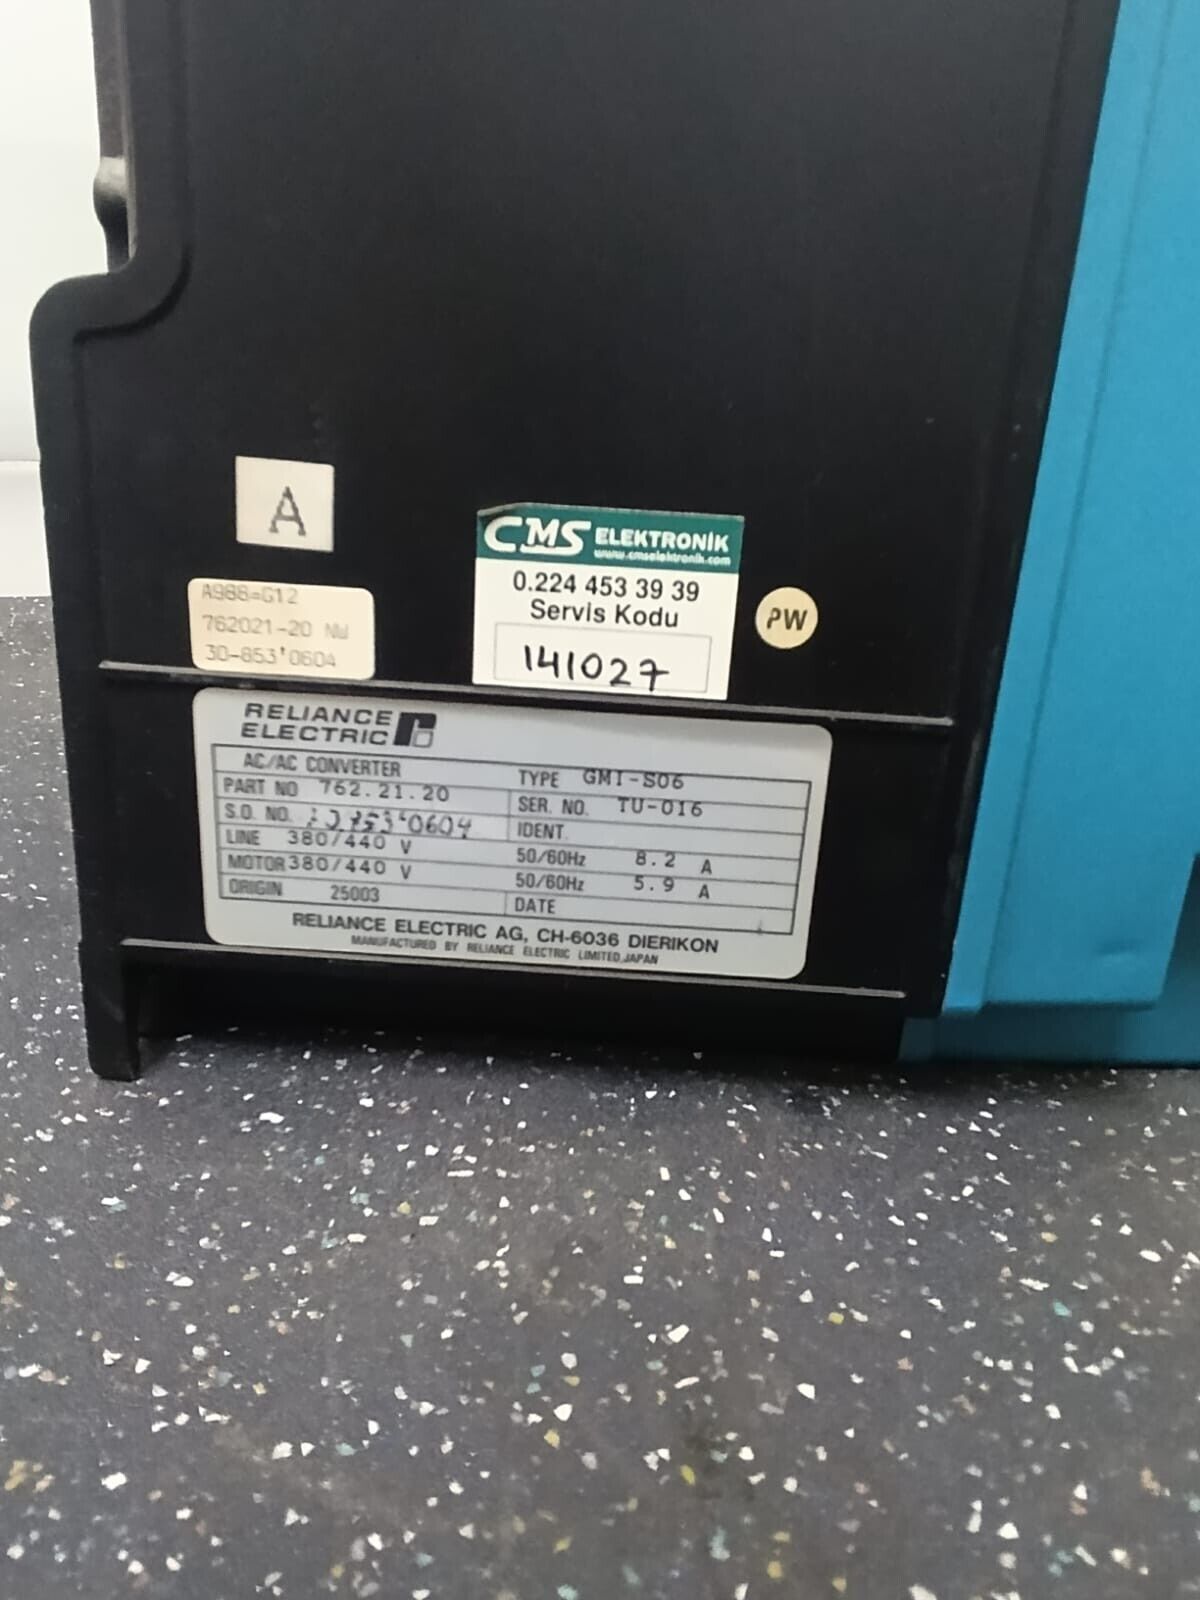 A
A988=G12
762021-20 NW
30-853'0604
CMS ELEKTRONİK
www.cmselektronik.com
0.224 453 39 39
Servis Kodu
141027
PW
RELIANCE
ELECTRIC
AC/AC CONVERTER TYPE GMI-S06
PART NO 762.21.20 SER. NO. TU-016
S.O. NO. IDENT.
LINE 380/440 V 50/60Hz 8.2 A
MOTOR 380/440 V 50/60Hz 5.9 A
ORIGIN 25003 DATE
RELIANCE ELECTRIC AG, CH-6036 DIERIKON
MANUFACTURED BY RELIANCE ELECTRIC LIMITED, JAPAN